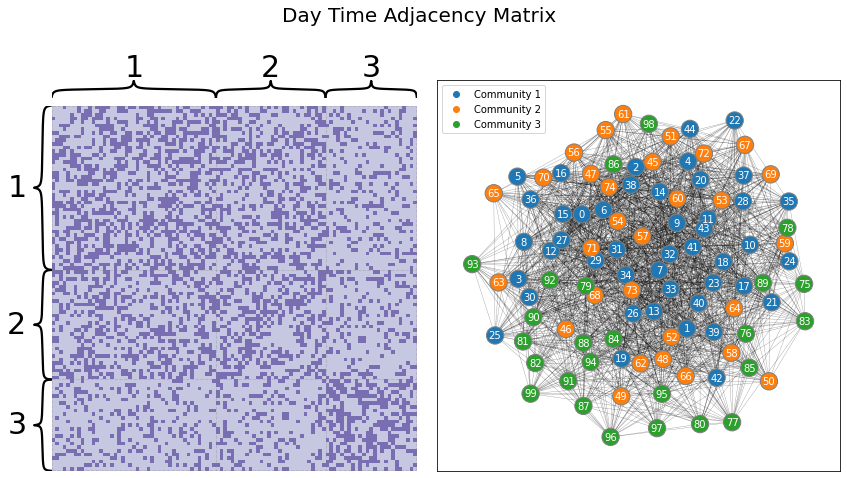 Day Time Adjacency Matrix
1 2 3
1
2
3
Community 1
Community 2
Community 3
61 98 22
55 51 44
67
56 72
86 2 45 4
5 70 16 47 20 37 69
65 36 74 38 14 60 53 28 35
15 0 6 54 9 11 43 78
8 27 12 71 31 57 41 10 59
93 29 32 18 24
63 3 92 79 34 7 23 17 89 75
30 68 73 33 40 21
90 26 13 64 83
25 46 1 39 76
81 88 84 52
82 94 19 62 48 58 85
91 66 42 50
99 49 95
87
96 97 80 77